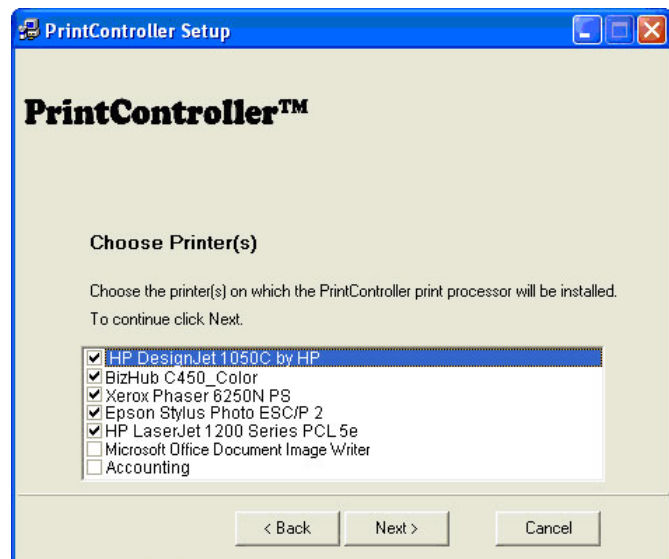 PrintController Setup
PrintController™
Choose Printer(s)
Choose the printer(s) on which the PrintController print processor will be installed.
To continue click Next.
HP DesignJet 1050C by HP
BizHub C450_Color
Xerox Phaser 6250N PS
Epson Stylus Photo ESC/P 2
HP LaserJet 1200 Series PCL 5e
Microsoft Office Document Image Writer
Accounting
< Back Next > Cancel